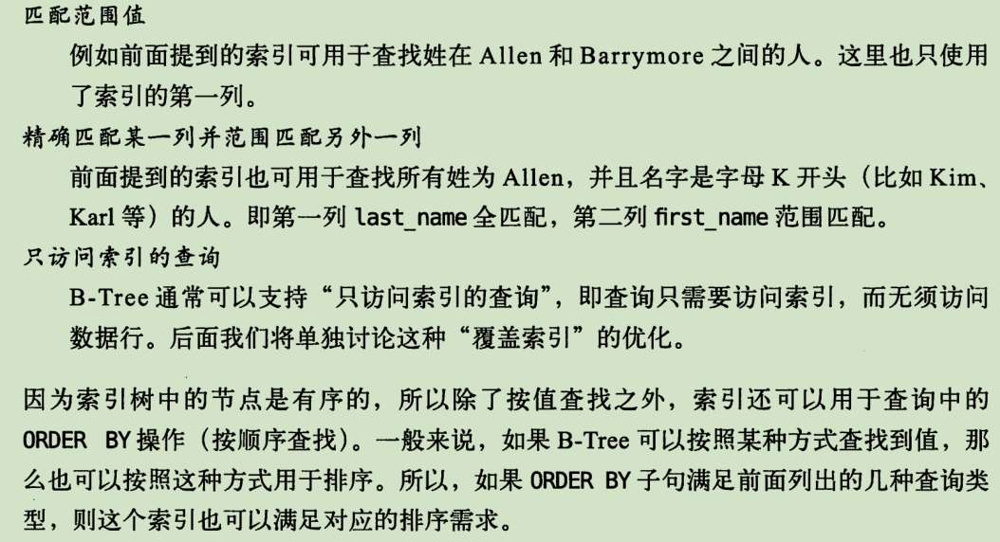 匹配范围值
例如前面提到的索引可用于查找姓在 Allen 和 Barrymore 之间的人。这里也只使用
了索引的第一列。
精确匹配某一列并范围匹配另外一列
前面提到的索引也可用于查找所有姓为 Allen，并且名字是字母 K 开头（比如 Kim、
Karl 等）的人。即第一列 last_name 全匹配，第二列 first_name 范围匹配。
只访问索引的查询
B-Tree 通常可以支持“只访问索引的查询”，即查询只需要访问索引，而无须访问
数据行。后面我们将单独讨论这种“覆盖索引”的优化。
因为索引树中的节点是有序的，所以除了按值查找之外，索引还可以用于查询中的
ORDER BY 操作（按顺序查找）。一般来说，如果 B-Tree 可以按照某种方式查找到值，那
么也可以按照这种方式用于排序。所以，如果 ORDER BY 子句满足前面列出的几种查询类
型，则这个索引也可以满足对应的排序需求。